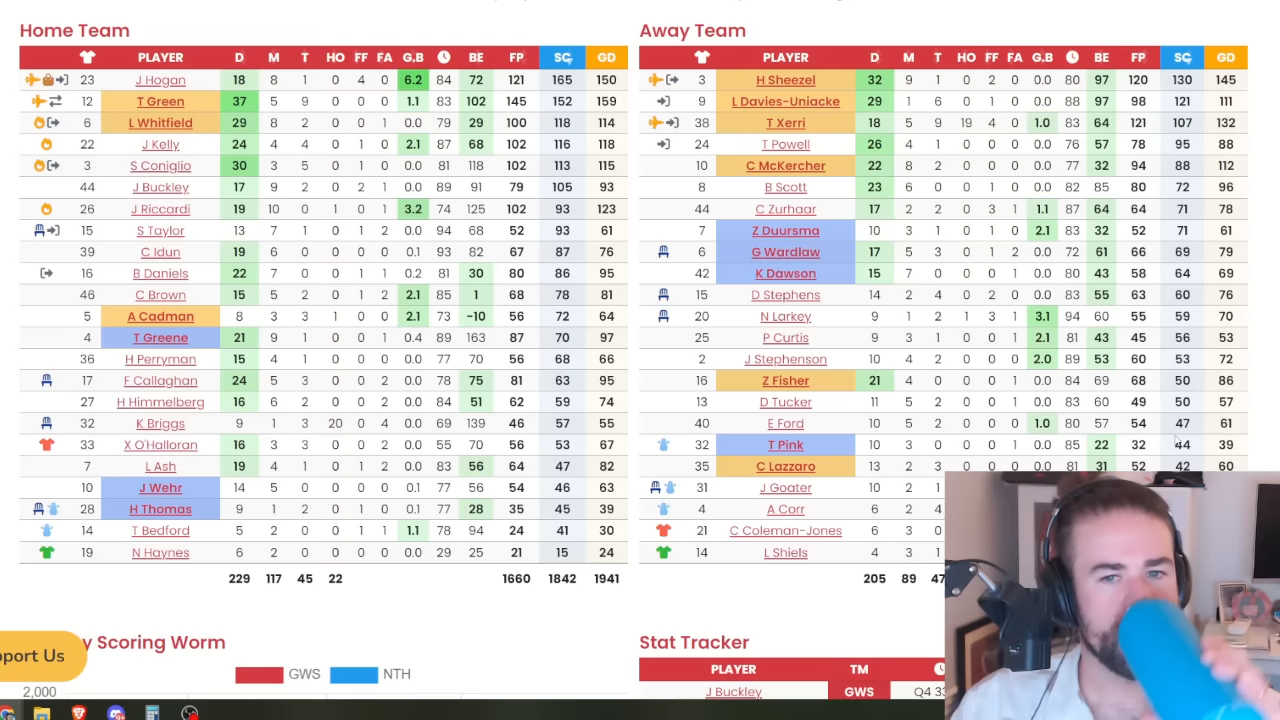 Home Team
PLAYER D M T HO FF FA G.B BE FP SC GD
23 J Hogan 18 8 1 0 4 0 6.2 84 72 121 165 150
12 T Green 37 5 9 0 0 0 1.1 83 102 145 152 159
6 L Whitfield 29 8 2 0 0 1 0.0 79 29 100 118 114
22 J Kelly 24 4 4 0 0 1 2.1 87 68 102 116 118
3 S Coniglio 30 3 5 0 1 0 0.0 81 118 102 113 115
44 J Buckley 17 9 0 0 2 1 0.0 89 91 79 105 93
26 J Riccardi 19 10 0 1 0 1 3.2 74 125 102 93 123
15 S Taylor 13 7 1 0 1 2 0.0 94 68 52 93 61
39 C Idun 19 6 0 0 0 0 0.1 93 82 67 87 76
16 B Daniels 22 7 0 0 1 1 0.2 81 30 80 86 95
46 C Brown 15 5 2 0 1 2 2.1 85 1 68 78 81
5 A Cadman 8 3 3 1 0 0 2.1 73 -10 56 72 64
4 T Greene 21 9 1 0 0 1 0.4 89 163 87 70 97
36 H Perryman 15 4 1 0 0 0 0.0 77 70 56 68 66
17 F Callaghan 24 5 3 0 0 2 0.0 78 75 81 63 95
27 H Himmelberg 16 6 2 0 0 2 0.0 84 51 62 59 74
32 K Briggs 9 1 3 20 0 4 0.0 69 139 46 57 55
33 X O'Halloran 16 3 3 0 1 2 0.0 55 70 56 53 67
7 L Ash 19 4 1 0 0 2 0.0 83 56 64 47 82
10 J Wehr 14 5 0 0 0 0 0.1 77 56 54 46 63
28 H Thomas 9 1 2 0 1 0 0.1 77 28 35 45 39
14 T Bedford 5 2 0 0 1 1 1.1 78 94 24 41 30
19 N Haynes 6 2 0 0 0 0 0.0 29 25 21 15 24
229 117 45 22 1660 1842 1941
Away Team
PLAYER D M T HO FF FA G.B BE FP SC GD
3 H Sheezel 32 9 1 0 2 0 0.0 80 97 120 130 145
9 L Davies-Uniacke 29 1 6 0 1 0 0.0 88 97 98 121 111
38 T Xerri 18 5 9 19 4 0 1.0 83 64 121 107 132
24 T Powell 26 4 1 0 0 0 0.0 77 57 78 95 88
10 C McKercher 22 8 2 0 0 0 0.0 77 32 94 88 112
8 B Scott 23 6 0 0 1 0 0.0 82 85 80 72 96
44 C Zurhaar 17 2 2 0 3 1 1.1 87 64 64 71 78
7 Z Duursma 10 3 1 0 1 0 2.1 83 32 52 71 61
6 G Wardlaw 17 5 3 0 1 2 0.0 72 61 66 69 79
42 K Dawson 15 7 0 0 0 1 0.0 80 43 58 64 69
15 D Stephens 14 2 4 0 2 0 0.0 83 55 63 60 76
20 N Larkey 9 1 2 1 3 1 3.1 94 60 55 59 70
25 P Curtis 9 3 1 0 0 1 2.1 81 43 45 56 53
2 J Stephenson 10 4 2 0 0 0 2.0 89 53 60 53 72
16 Z Fisher 21 4 0 0 0 1 0.0 84 69 68 50 86
13 D Tucker 11 5 2 0 0 1 0.0 83 60 49 50 57
40 E Ford 10 5 2 0 0 0 1.0 80 57 54 47 61
32 T Pink 10 3 0 0 0 1 0.0 85 22 32 44 39
35 C Lazzaro 13 2 3 0 0 0 0.0 81 31 52 42 60
31 J Goater 10 2 1
4 A Corr 6 2 4
21 C Coleman-Jones 6 3 0
14 L Shiels 4 3 1
205 89 47
y Scoring Worm
GWS NTH
2,000
port Us
Stat Tracker
PLAYER TM
J Buckley GWS Q4